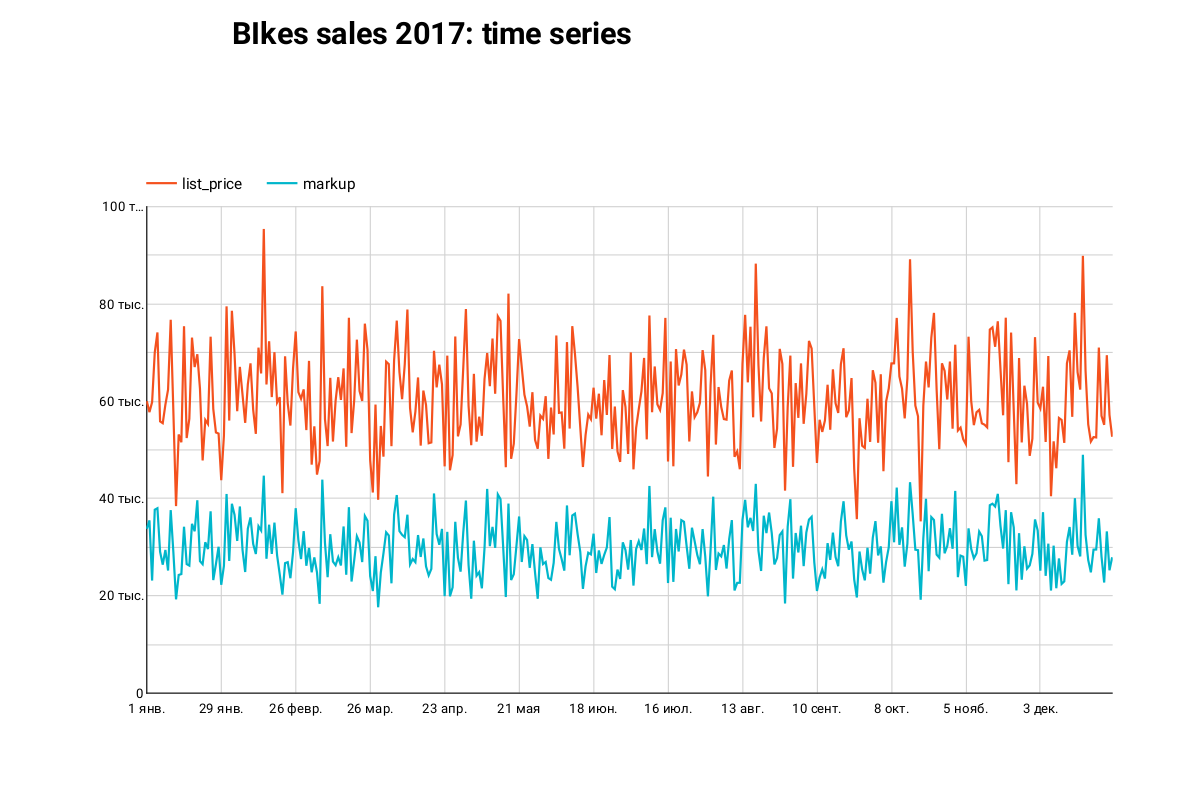 BIkes sales 2017: time series
list_price markup
100 т…
80 тыс.
60 тыс.
40 тыс.
20 тыс.
0
1 янв. 29 янв. 26 февр. 26 мар. 23 апр. 21 мая 18 июн. 16 июл. 13 авг. 10 сент. 8 окт. 5 нояб. 3 дек.